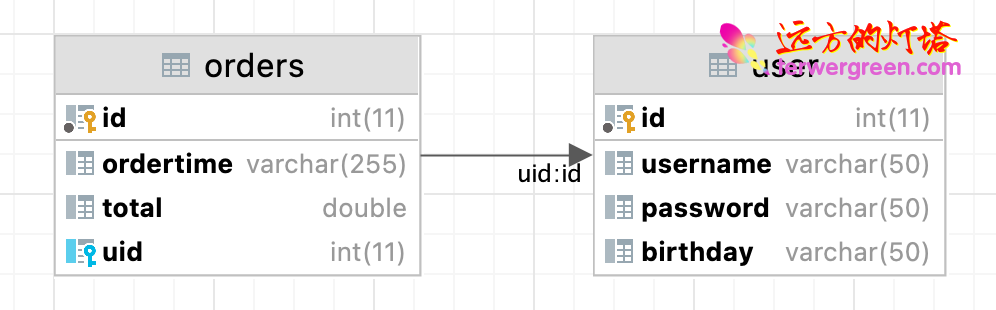 orders
id int(11)
ordertime varchar(255)
total double
uid int(11)
uid:id
远方的灯塔
terwergreen.com
user
id int(11)
username varchar(50)
password varchar(50)
birthday varchar(50)